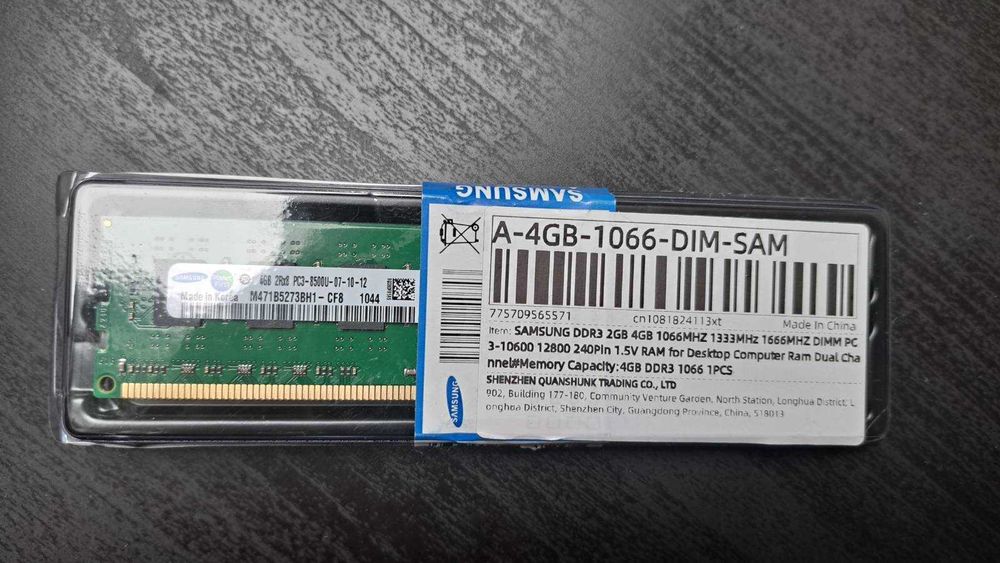 SAMSUNG
SAMSUNG
4GB 2Rx8 PC3-8500U-07-10-12
Made in Korea M471B5273BH1-CF8 1044
A-4GB-1066-DIM-SAM
775709565571 cn1081824113xt Made In China
Item: SAMSUNG DDR3 2GB 4GB 1066MHZ 1333MHz 1666MHZ DIMM PC
3-10600 12800 240Pin 1.5V RAM for Desktop Computer Ram Dual Cha
nnel#Memory Capacity:4GB DDR3 1066 1PCS
SHENZHEN QUANSHUNK TRADING CO., LTD
902, Building 177-180, Community Venture Garden, North Station, Longhua District, L
onghua District, Shenzhen City, Guangdong Province, China, 518013
SAMSUNG